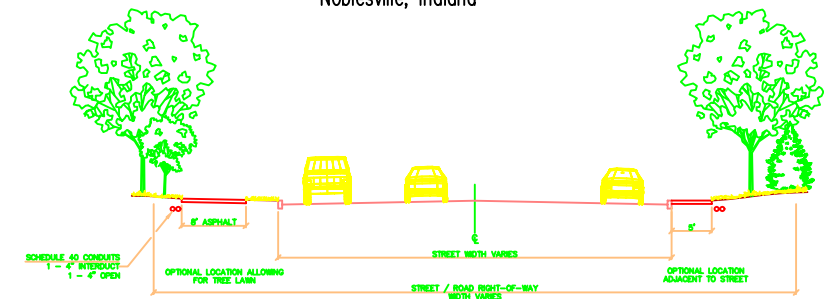 Noblesville, Indiana
8' ASPHALT
5'
℄
STREET WIDTH VARIES
SCHEDULE 40 CONDUITS
1 - 4" INTERDUCT
1 - 4" OPEN
OPTIONAL LOCATION ALLOWING
FOR TREE LAWN
OPTIONAL LOCATION
ADJACENT TO STREET
STREET / ROAD RIGHT-OF-WAY
WIDTH VARIES